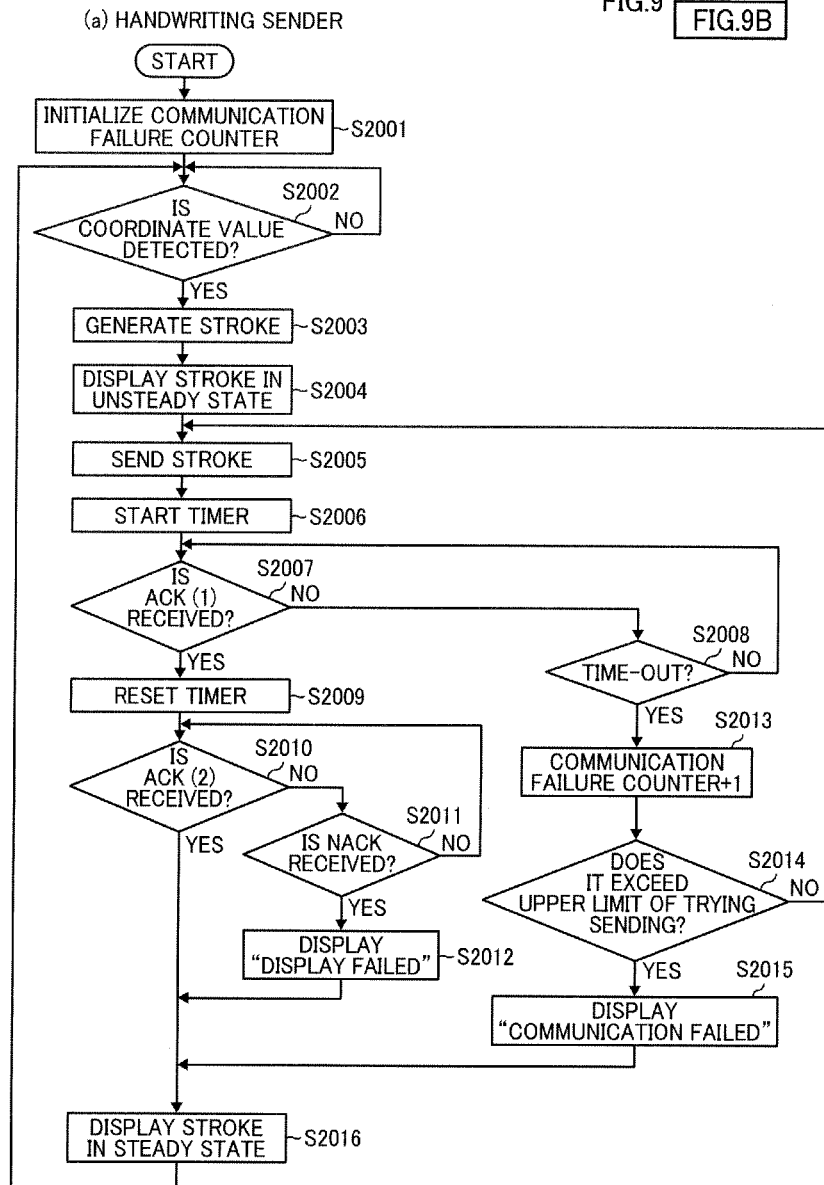 (a) HANDWRITING SENDER
FIG.9
FIG.9B
START
INITIALIZE COMMUNICATION
FAILURE COUNTER
S2001
S2002
IS
COORDINATE VALUE
DETECTED?
NO
YES
GENERATE STROKE
S2003
DISPLAY STROKE IN
UNSTEADY STATE
S2004
SEND STROKE
S2005
START TIMER
S2006
S2007
IS
ACK (1)
RECEIVED?
NO
YES
S2008
TIME-OUT?
NO
YES
RESET TIMER
S2009
S2010
IS
ACK (2)
RECEIVED?
NO
YES
S2011
IS NACK
RECEIVED?
NO
YES
DISPLAY
“DISPLAY FAILED”
S2012
S2013
COMMUNICATION
FAILURE COUNTER+1
DOES
IT EXCEED
UPPER LIMIT OF TRYING
SENDING?
S2014
NO
YES
S2015
DISPLAY
“COMMUNICATION FAILED”
DISPLAY STROKE
IN STEADY STATE
S2016